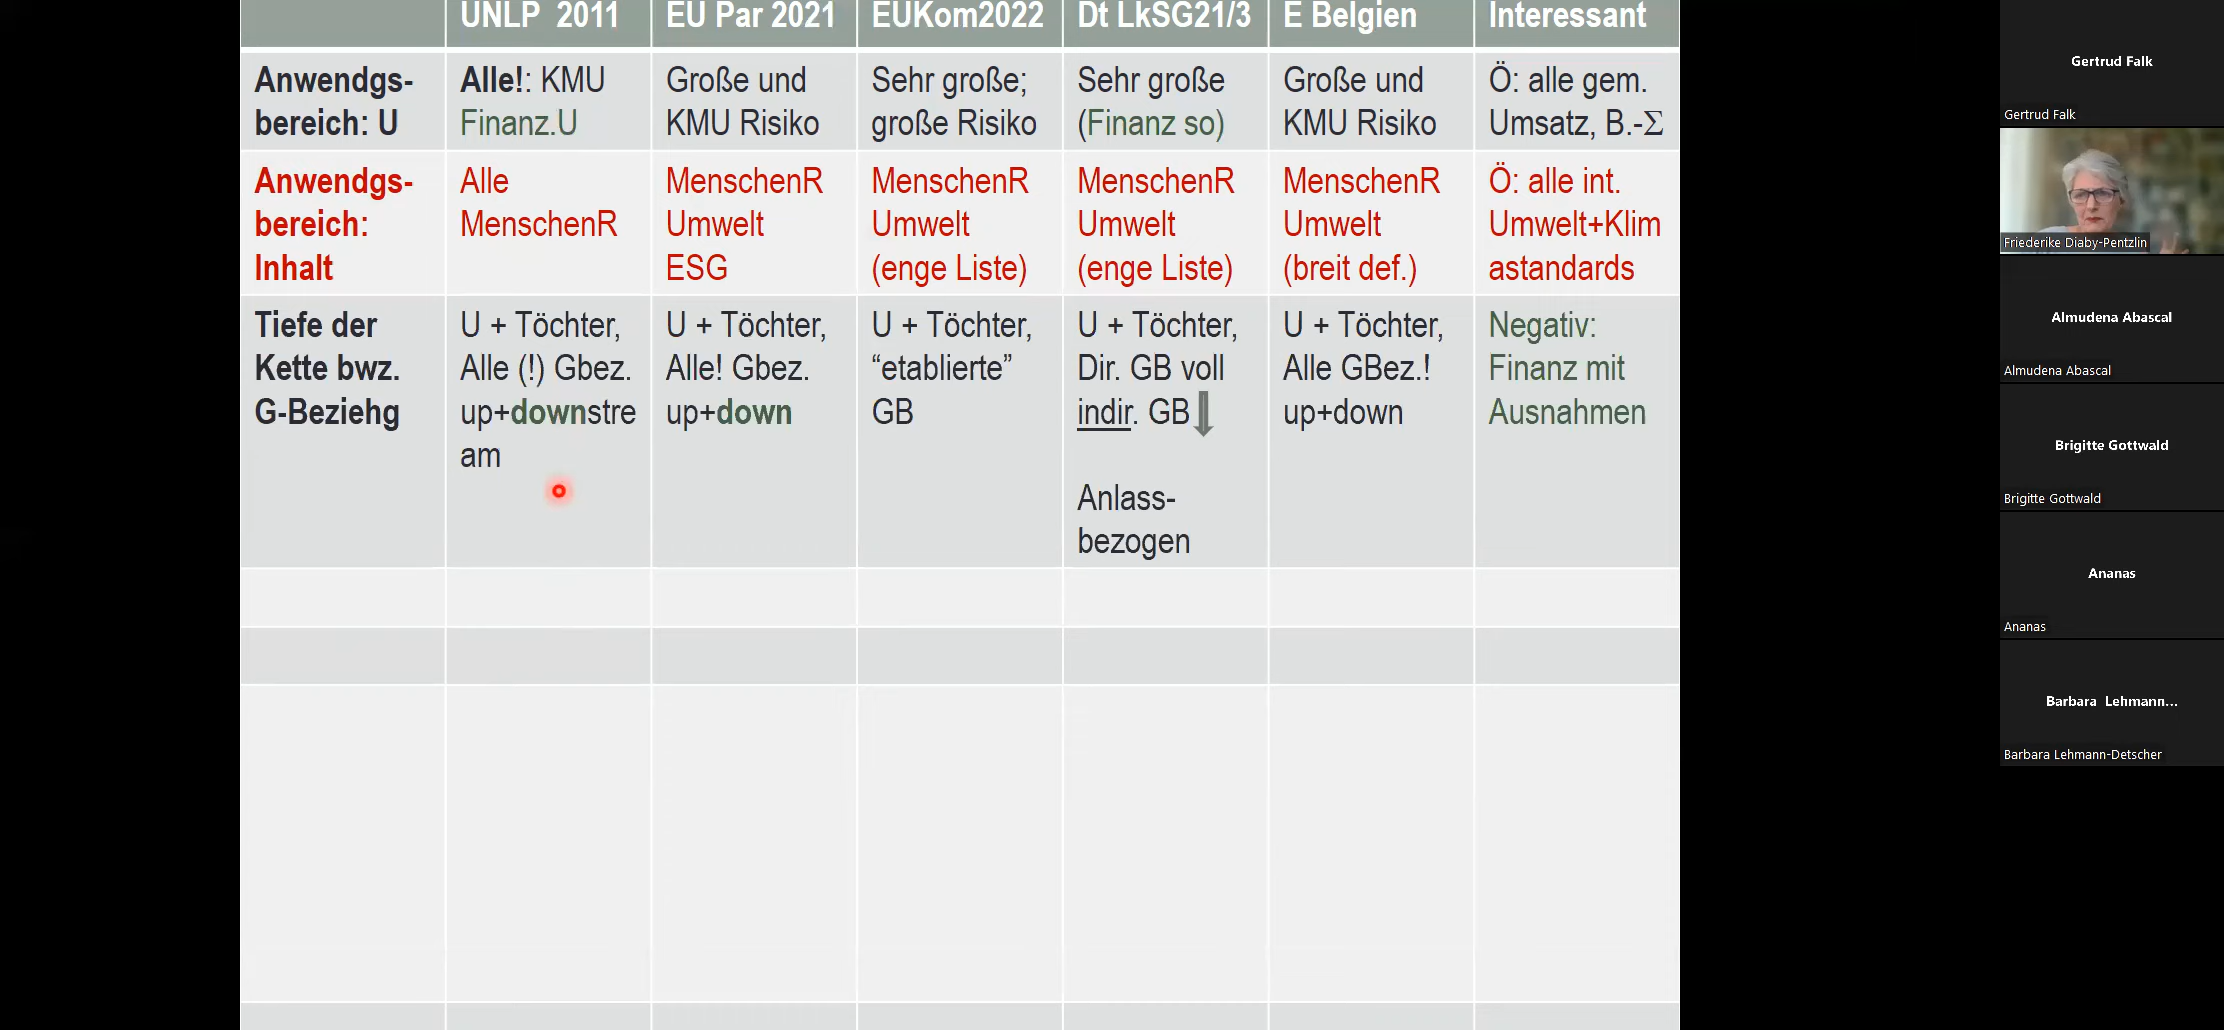 UNLP 2011 EU Par 2021 EUKom2022 Dt LkSG21/3 E Belgien Interessant
Anwendgs-
bereich: U
Alle!: KMU
Finanz.U
Große und
KMU Risiko
Sehr große;
große Risiko
Sehr große
(Finanz so)
Große und
KMU Risiko
Ö: alle gem.
Umsatz, B.-Σ
Anwendgs-
bereich:
Inhalt
Alle
MenschenR
MenschenR
Umwelt
ESG
MenschenR
Umwelt
(enge Liste)
MenschenR
Umwelt
(enge Liste)
MenschenR
Umwelt
(breit def.)
Ö: alle int.
Umwelt+Klim
astandards
Tiefe der
Kette bwz.
G-Beziehg
U + Töchter,
Alle (!) Gbez.
up+downstre
am
U + Töchter,
Alle! Gbez.
up+down
U + Töchter,
“etablierte”
GB
U + Töchter,
Dir. GB voll
indir. GB
Anlass-
bezogen
U + Töchter,
Alle GBez.!
up+down
Negativ:
Finanz mit
Ausnahmen
Gertrud Falk
Gertrud Falk
Friederike Diaby-Pentzlin
Almudena Abascal
Almudena Abascal
Brigitte Gottwald
Brigitte Gottwald
Ananas
Ananas
Barbara Lehmann...
Barbara Lehmann-Detscher